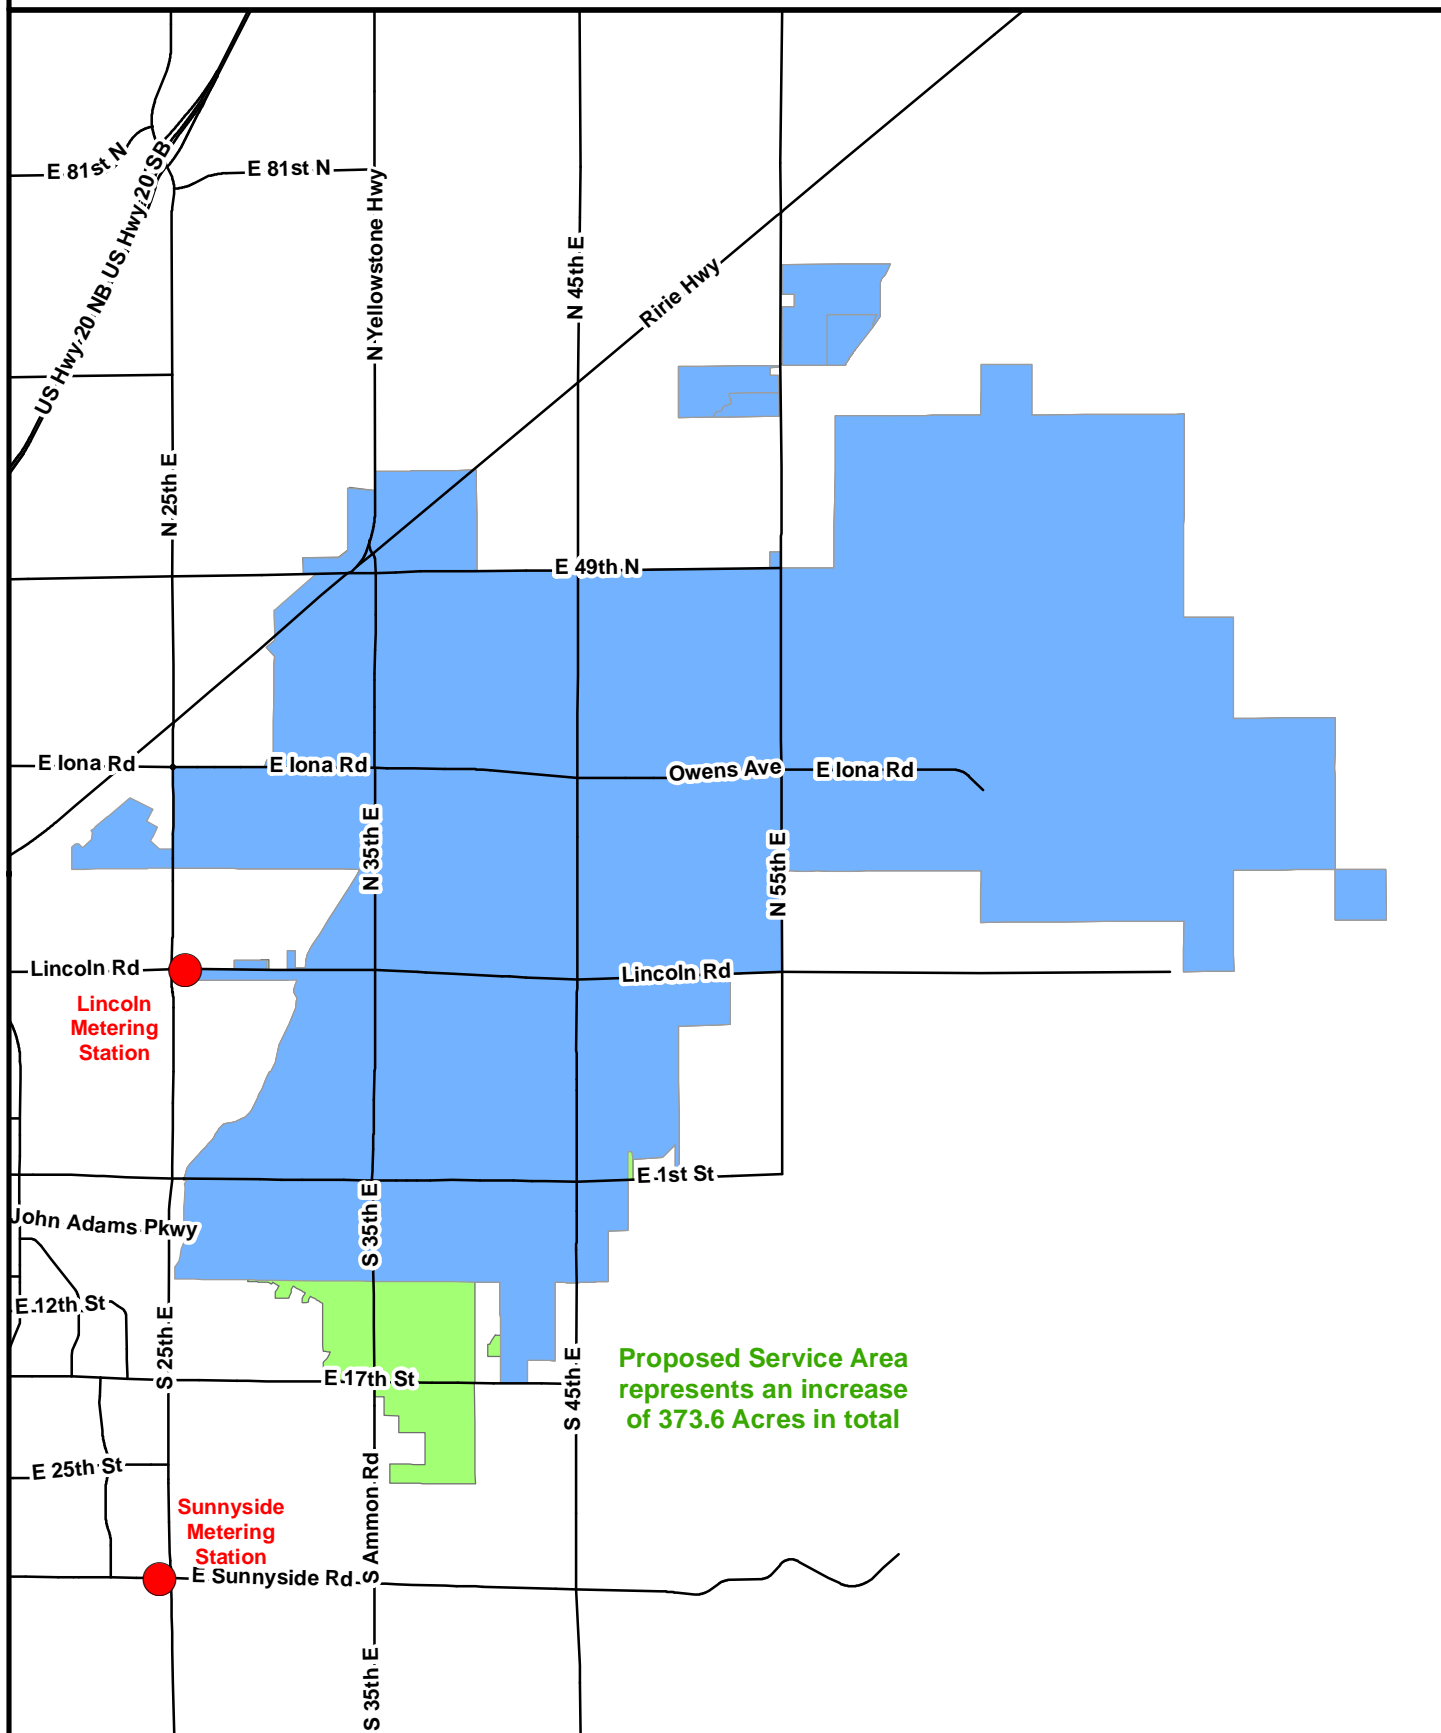 E 81st N
E 81st N
US Hwy 20 NB
US Hwy 20 SB
N Yellowstone Hwy
N 45th E
Ririe Hwy
N 25th E
E 49th N
E Iona Rd
E Iona Rd
Owens Ave
E Iona Rd
N 35th E
N 55th E
Lincoln Rd
Lincoln Rd
Lincoln
Metering
Station
E 1st St
John Adams Pkwy
S 35th E
E 12th St
S 25th E
E 17th St
S 45th E
Proposed Service Area
represents an increase
of 373.6 Acres in total
E 25th St
S Ammon Rd
Sunnyside
Metering
Station
E Sunnyside Rd
S 35th E